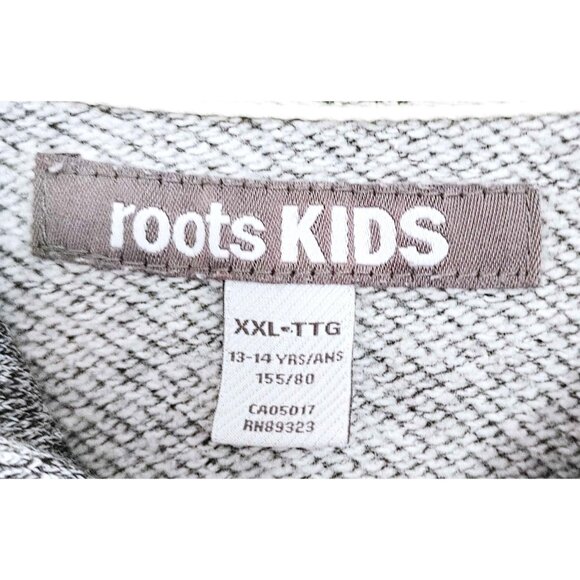 roots KIDS
XXL-TTG
13-14 YRS/ANS
155/80
CA05017
RN89323